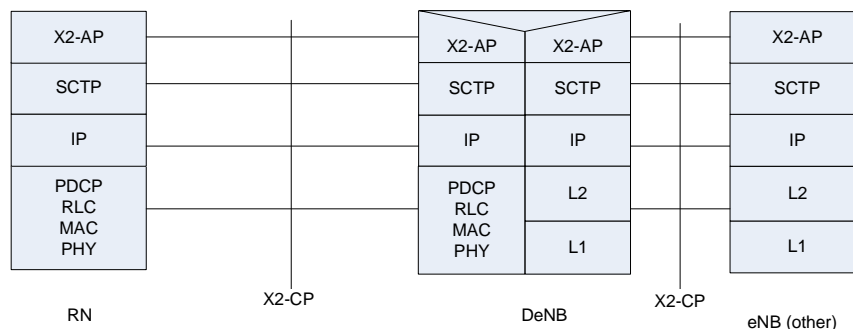 X2-AP
SCTP
IP
PDCP
RLC
MAC
PHY
RN
X2-CP
X2-AP X2-AP
SCTP SCTP
IP IP
PDCP
RLC
MAC
PHY
L2
L1
DeNB
X2-CP
X2-AP
SCTP
IP
L2
L1
eNB (other)